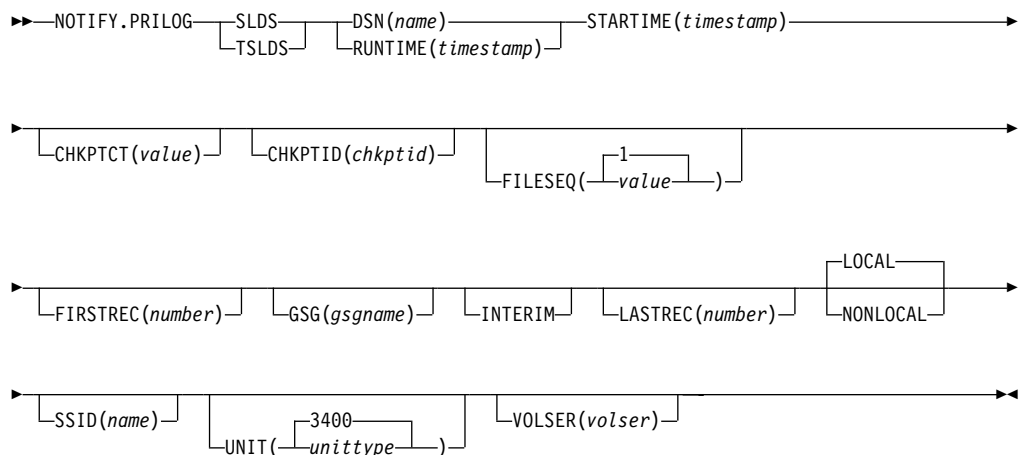 NOTIFY.PRILOG SLDS DSN(name) STARTIME(timestamp)
TSLDS RUNTIME(timestamp)
CHKPTCT(value) CHKPTID(chkptid) 1
FILESEQ( value )
LOCAL
FIRSTREC(number) GSG(gsgname) INTERIM LASTREC(number) NONLOCAL
SSID(name) 3400 VOLSER(volser)
UNIT( unittype )